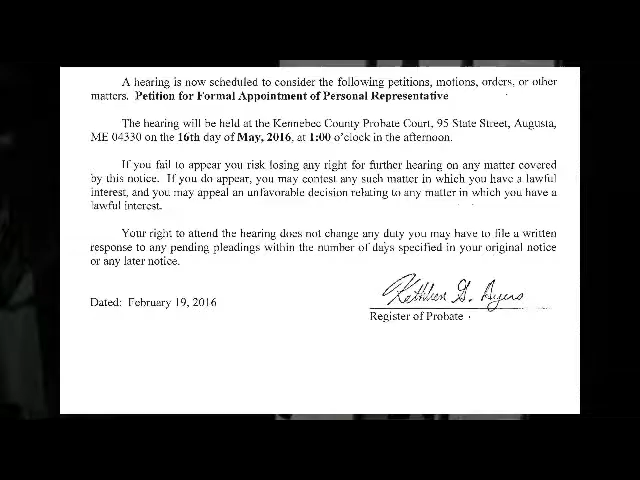 A hearing is now scheduled to consider the following petitions, motions, orders, or other
matters. Petition for Formal Appointment of Personal Representative
The hearing will be held at the Kennebec County Probate Court, 95 State Street, Augusta,
ME 04330 on the 16th day of May, 2016, at 1:00 o'clock in the afternoon.
If you fail to appear you risk losing any right for further hearing on any matter covered
by this notice. If you do appear, you may contest any such matter in which you have a lawful
interest, and you may appeal an unfavorable decision relating to any matter in which you have a
lawful interest.
Your right to attend the hearing does not change any duty you may have to file a written
response to any pending pleadings within the number of days specified in your original notice
or any later notice.
Kathleen G. Ayers
Dated: February 19, 2016
Register of Probate